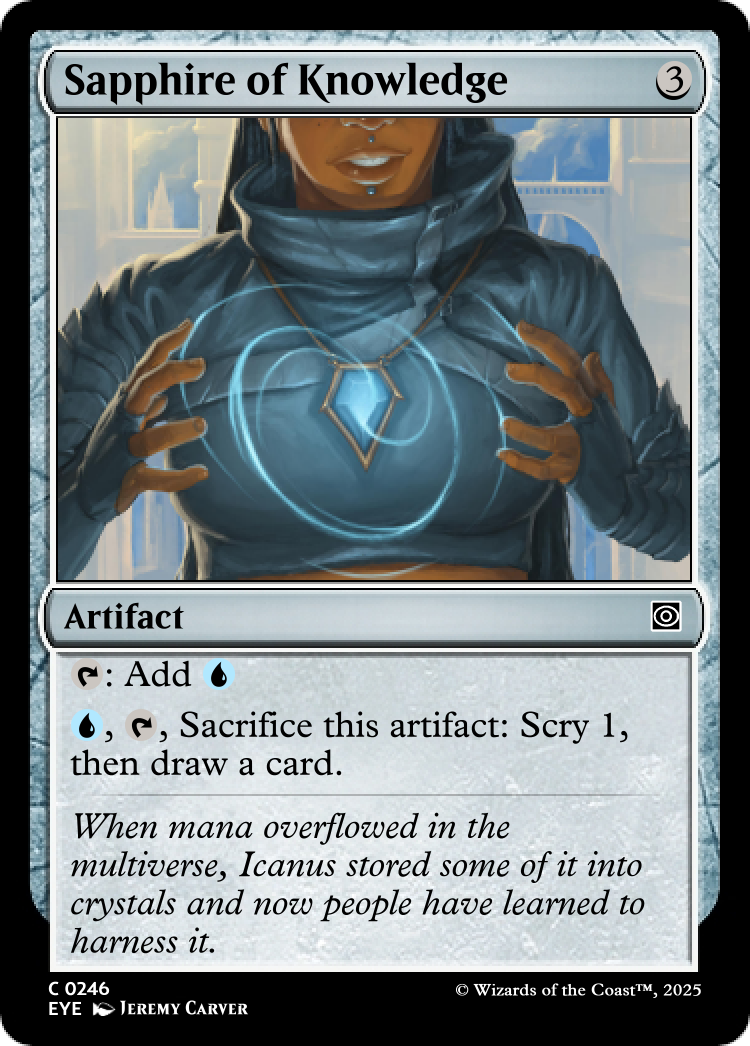 Sapphire of Knowledge 3
Artifact
: Add
, , Sacrifice this artifact: Scry 1,
then draw a card.
When mana overflowed in the
multiverse, Icanus stored some of it into
crystals and now people have learned to
harness it.
C 0246
EYE JEREMY CARVER
© Wizards of the Coast™, 2025